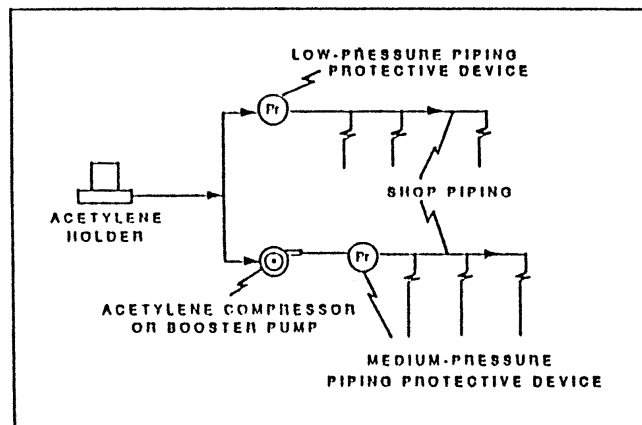 LOW-PRESSURE PIPING
PROTECTIVE DEVICE
Pr
SHOP PIPING
ACETYLENE
HOLDER
Pr
ACETYLENE COMPRESSOR
OR BOOSTER PUMP
MEDIUM-PRESSURE
PIPING PROTECTIVE DEVICE